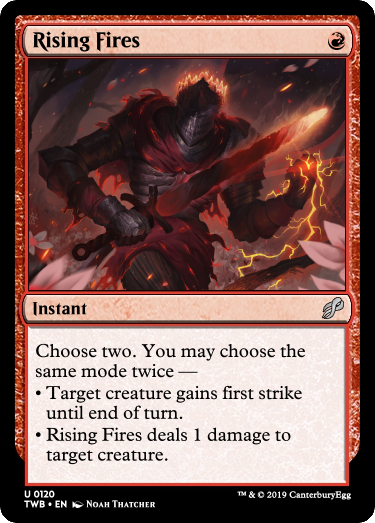 Rising Fires
Instant
Choose two. You may choose the
same mode twice —
• Target creature gains first strike
until end of turn.
• Rising Fires deals 1 damage to
target creature.
U 0120
TWB • EN Noah Thatcher
™ & © 2019 CanterburyEgg